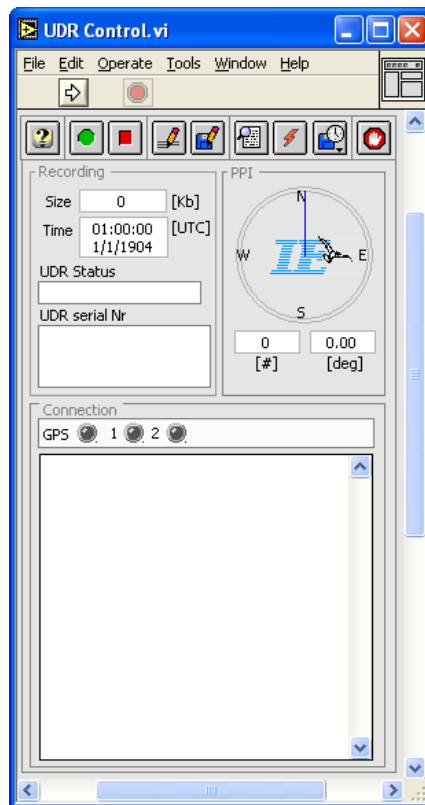 UDR Control.vi
File Edit Operate Tools Window Help
Recording
Size 0 [Kb]
Time 01:00:00 [UTC]
1/1/1904
UDR Status
UDR serial Nr
PPI
N
W E
S
IE
0 0.00
[#] [deg]
Connection
GPS 1 2